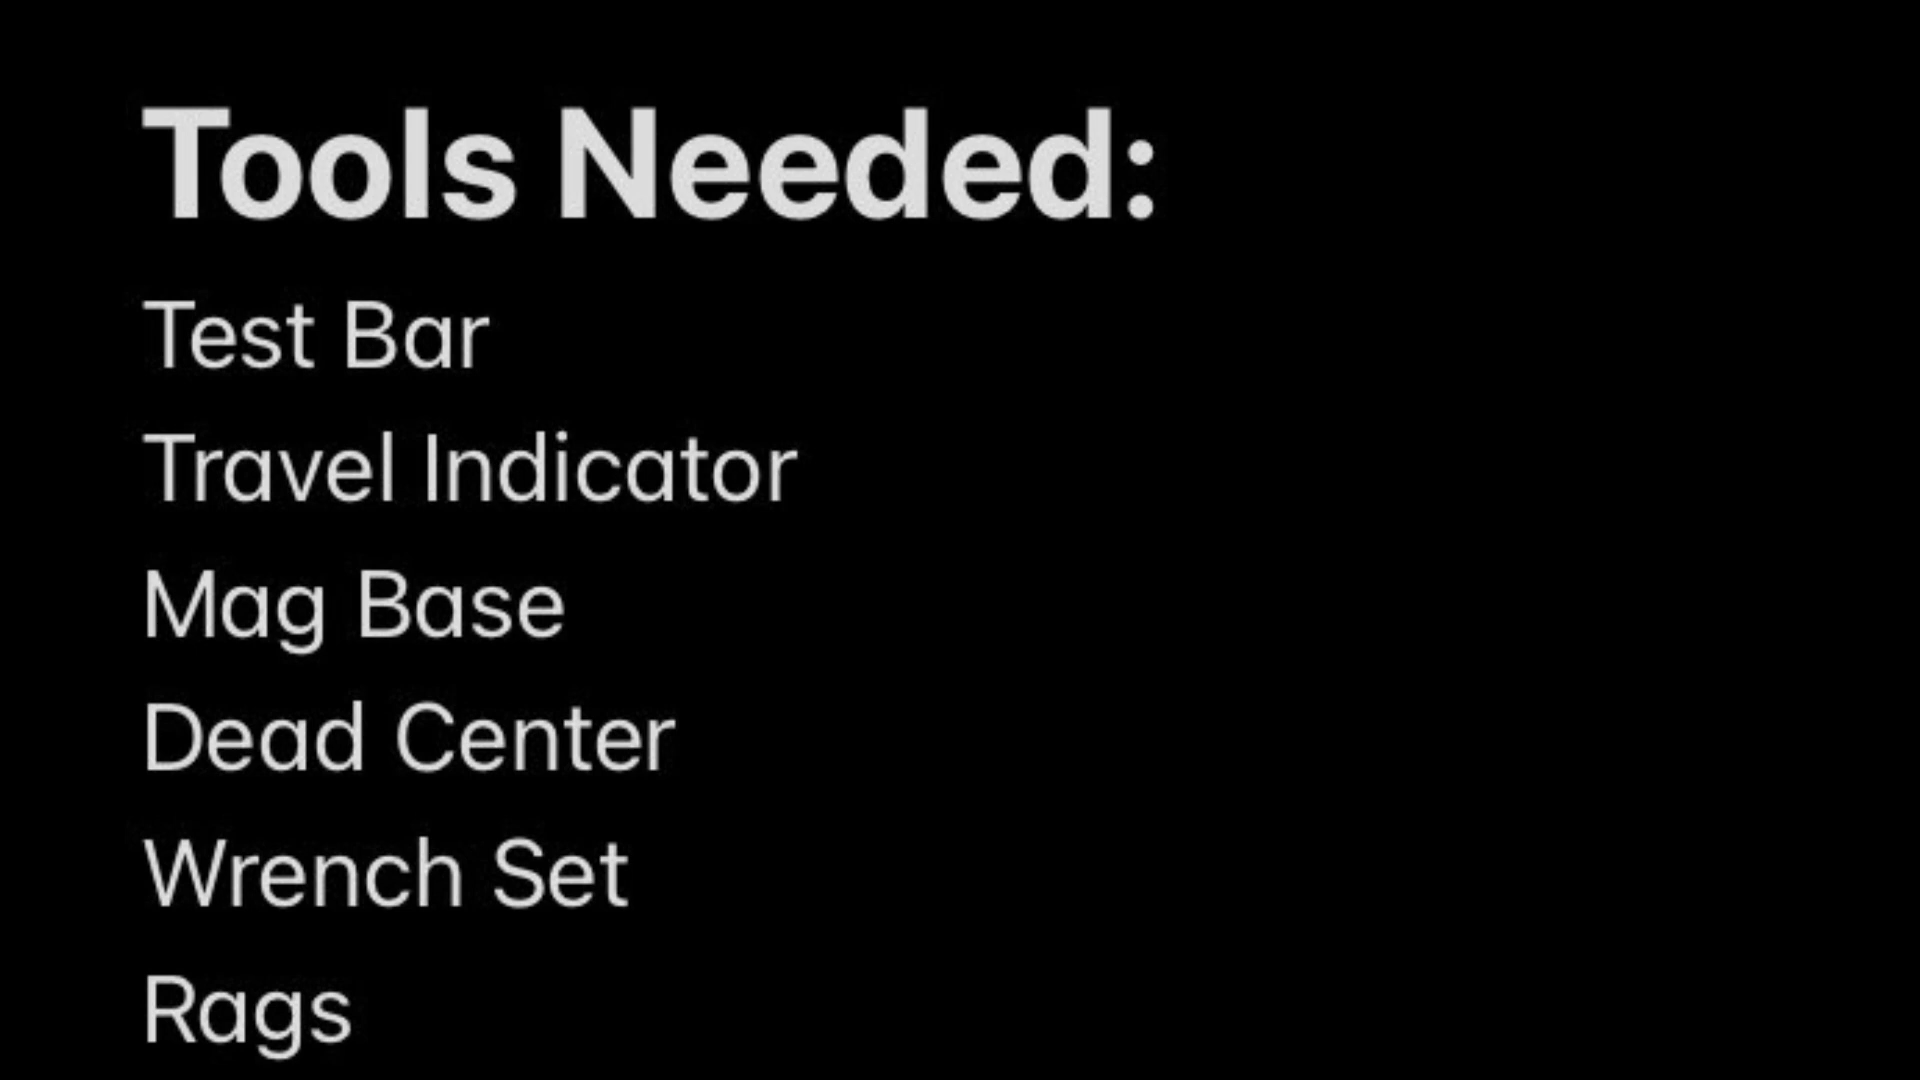 Tools Needed:
Test Bar
Travel Indicator
Mag Base
Dead Center
Wrench Set
Rags